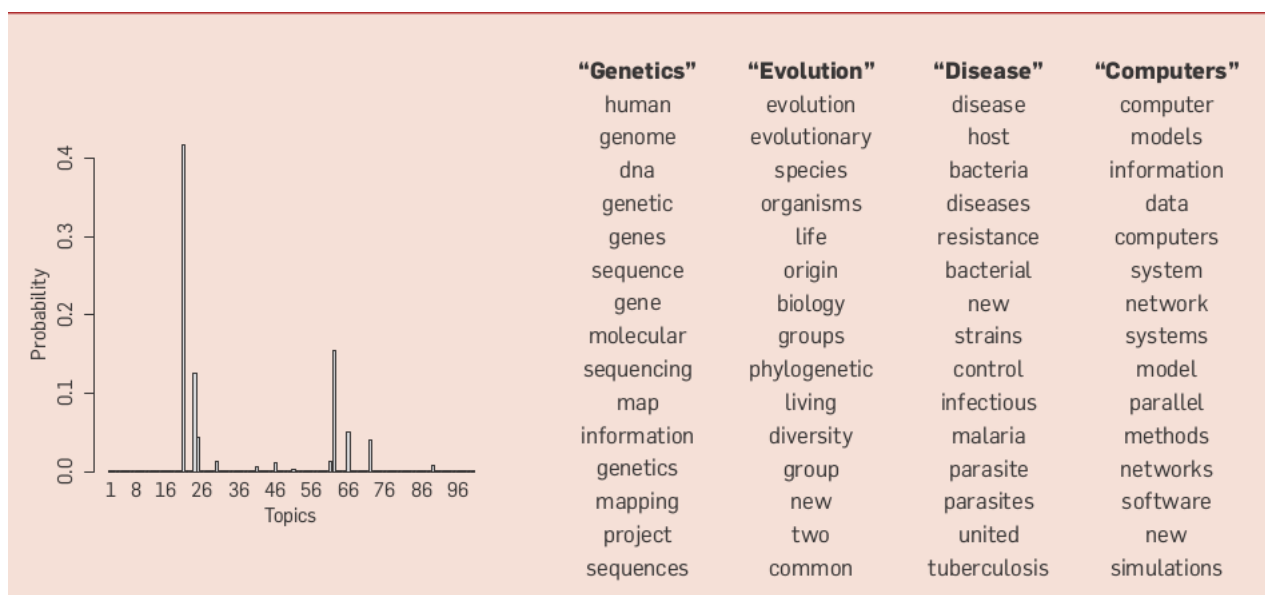 “Genetics” “Evolution” “Disease” “Computers”
human evolution disease computer
genome evolutionary host models
dna species bacteria information
genetic organisms diseases data
genes life resistance computers
sequence origin bacterial system
gene biology new network
molecular groups strains systems
sequencing phylogenetic control model
map living infectious parallel
information diversity malaria methods
genetics group parasite networks
mapping new parasites software
project two united new
sequences common tuberculosis simulations
Probability
0.4
0.3
0.2
0.1
0.0
1 8 16 26 36 46 56 66 76 86 96
Topics